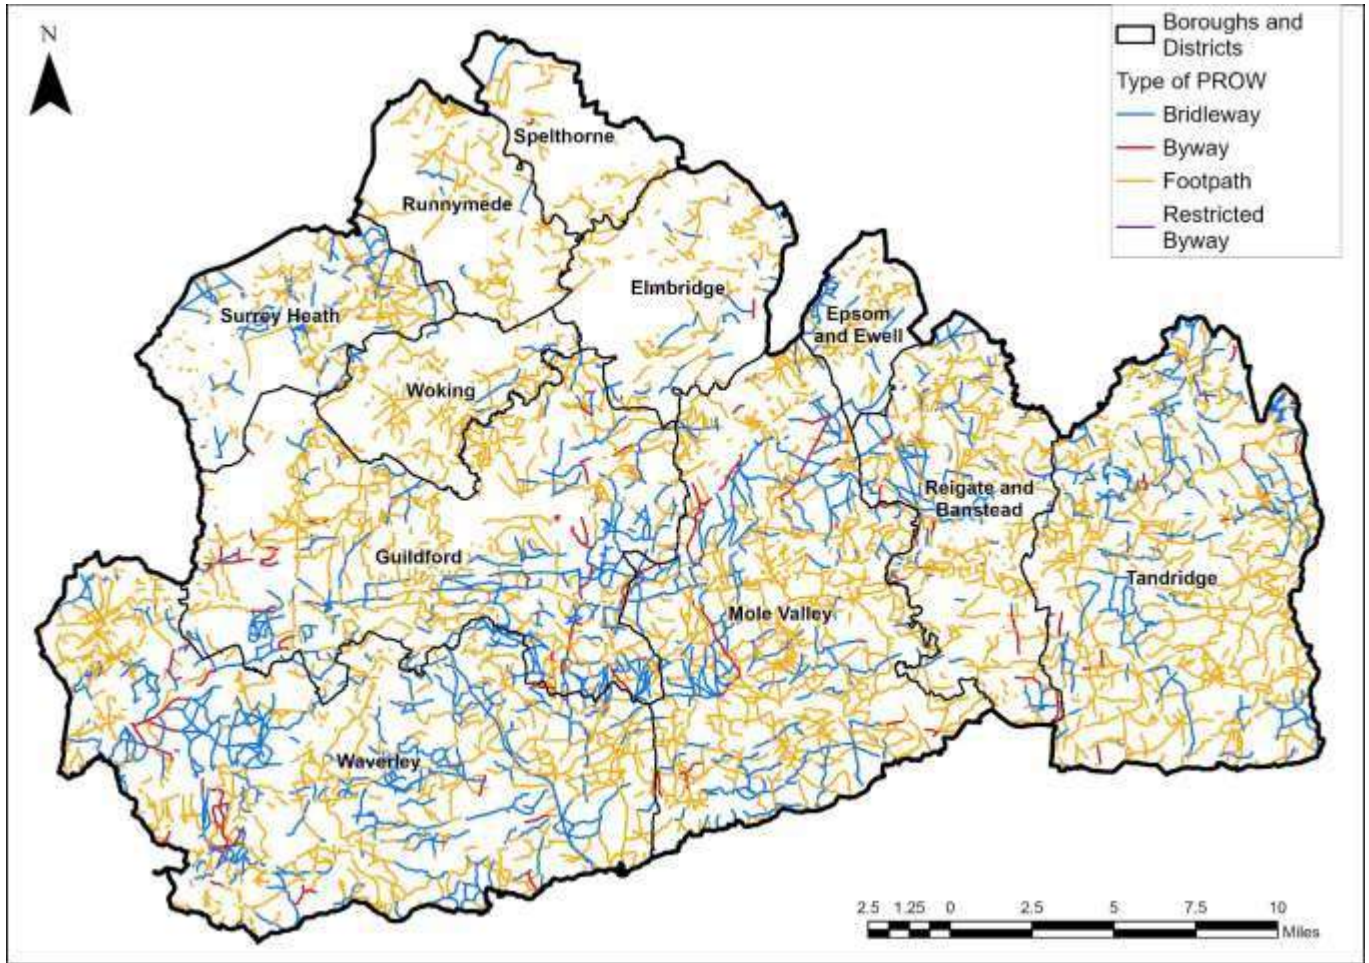 N
Boroughs and
Districts
Type of PROW
Bridleway
Byway
Footpath
Restricted
Byway
Spelthorne
Runnymede
Elmbridge
Surrey Heath
Epsom
and Ewell
Woking
Reigate and
Banstead
Guildford
Tandridge
Mole Valley
Waverley
2.5 1.25 0 2.5 5 7.5 10
Miles